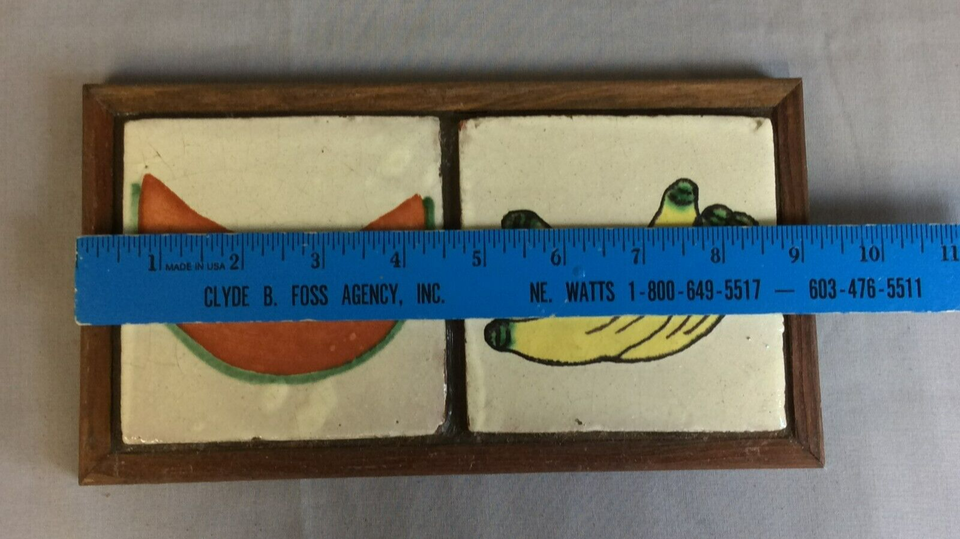 1 2 3 4 5 6 7 8 9 10 11
MADE IN USA
CLYDE B. FOSS AGENCY, INC. NE. WATTS 1-800-649-5517 — 603-476-5511